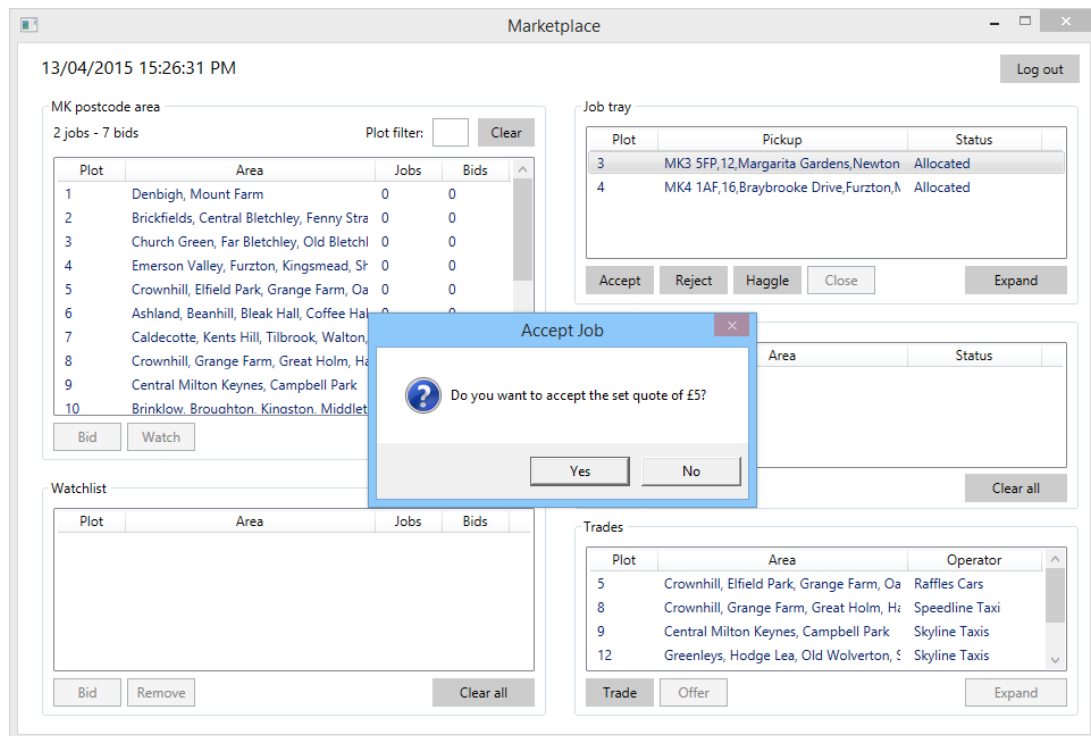 Marketplace
13/04/2015 15:26:31 PM
Log out
MK postcode area
2 jobs - 7 bids
Plot filter:
Clear
Plot Area Jobs Bids
1 Denbigh, Mount Farm 0 0
2 Brickfields, Central Bletchley, Fenny Stra 0 0
3 Church Green, Far Bletchley, Old Bletchl 0 0
4 Emerson Valley, Furzton, Kingsmead, Sh 0 0
5 Crownhill, Elfield Park, Grange Farm, Oa 0 0
6 Ashland, Beanhill, Bleak Hall, Coffee Hal
7 Caldecotte, Kents Hill, Tilbrook, Walton,
8 Crownhill, Grange Farm, Great Holm, Ha
9 Central Milton Keynes, Campbell Park
10 Brinklow, Broughton, Kingston, Middlet
Bid Watch
Watchlist
Plot Area Jobs Bids
Bid Remove Clear all
Job tray
Plot Pickup Status
3 MK3 5FP,12,Margarita Gardens,Newton Allocated
4 MK4 1AF,16,Braybrooke Drive,Furzton,M Allocated
Accept Reject Haggle Close Expand
Area Status
Clear all
Trades
Plot Area Operator
5 Crownhill, Elfield Park, Grange Farm, Oa Raffles Cars
8 Crownhill, Grange Farm, Great Holm, Ha Speedline Taxi
9 Central Milton Keynes, Campbell Park Skyline Taxis
12 Greenleys, Hodge Lea, Old Wolverton, S Skyline Taxis
Trade Offer Expand
Accept Job
Do you want to accept the set quote of £5?
Yes No